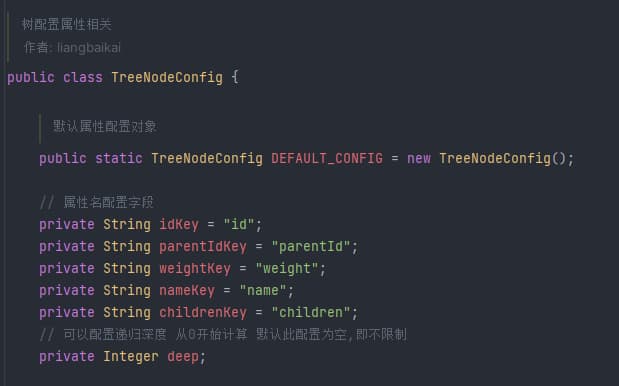 树配置属性相关
作者: liangbaikai
public class TreeNodeConfig {
默认属性配置对象
public static TreeNodeConfig DEFAULT_CONFIG = new TreeNodeConfig();
// 属性名配置字段
private String idKey = "id";
private String parentIdKey = "parentId";
private String weightKey = "weight";
private String nameKey = "name";
private String childrenKey = "children";
// 可以配置递归深度 从0开始计算 默认此配置为空,即不限制
private Integer deep;